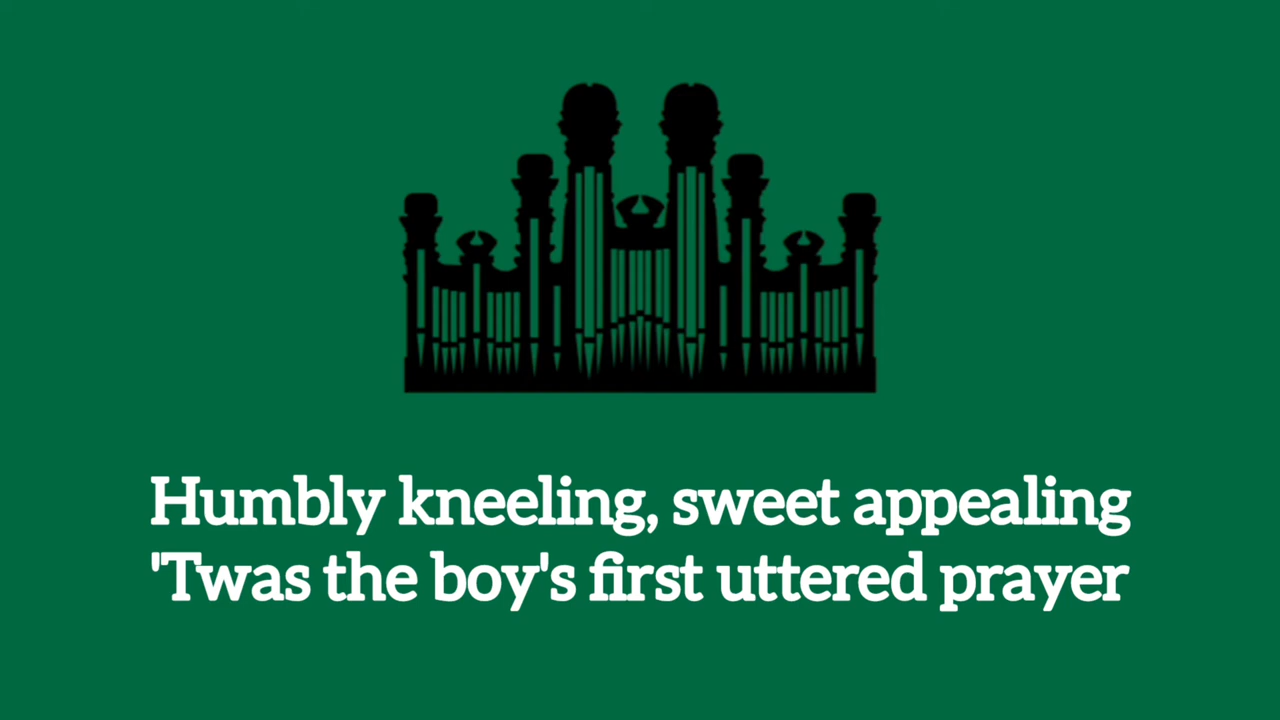 Humbly kneeling, sweet appealing
'Twas the boy's first uttered prayer